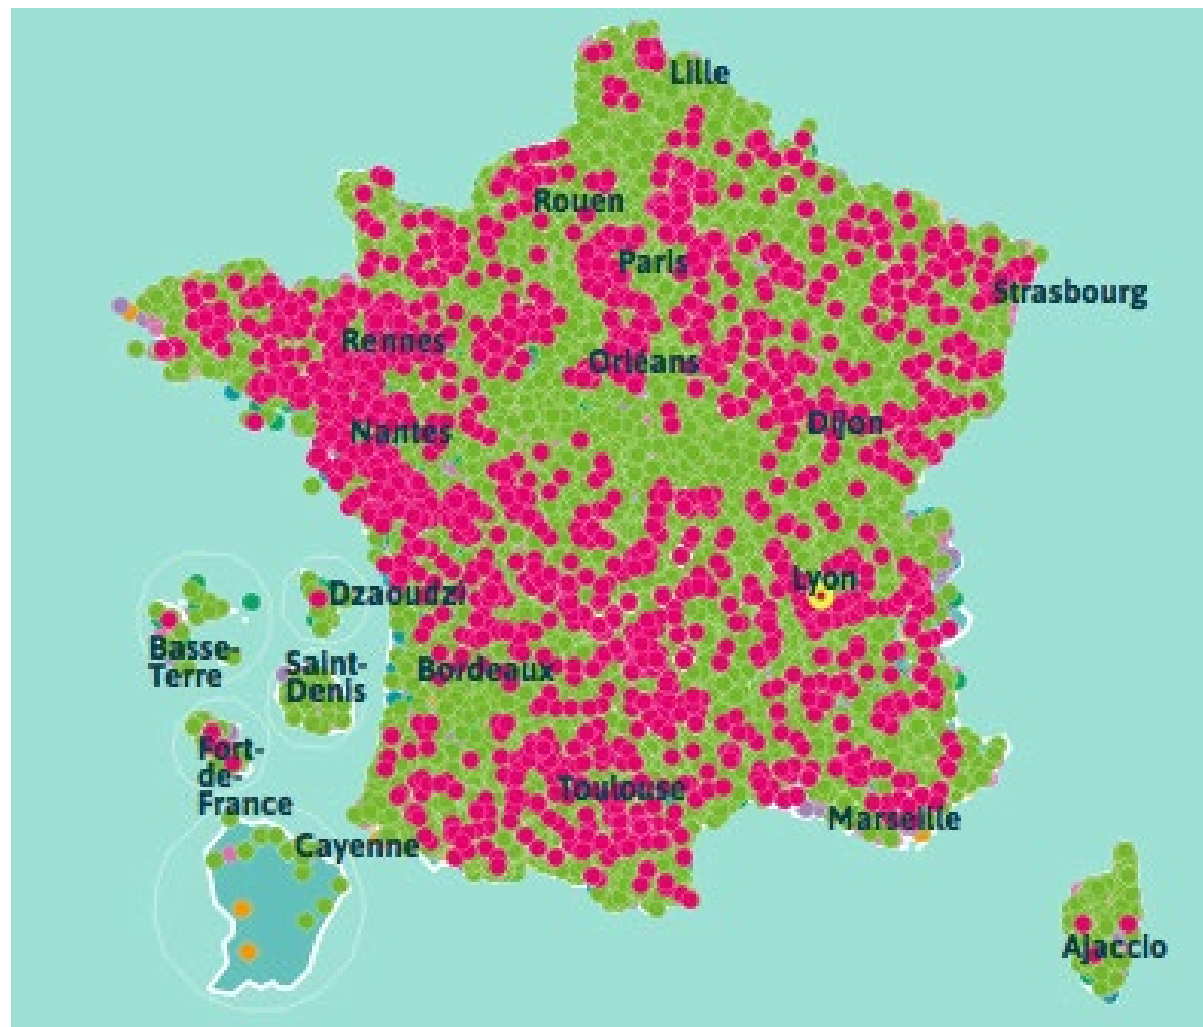 Lille
Rouen
Paris
Strasbourg
Rennes
Orléans
Dijon
Nantes
Lyon
Dzaoudzi
Basse-
Terre
Saint-
Denis
Bordeaux
Fort-
de-
France
Toulouse
Marseille
Cayenne
Ajaccio